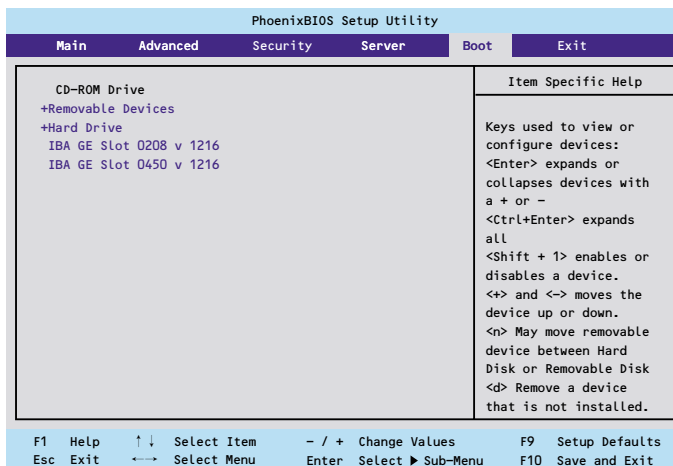 PhoenixBIOS Setup Utility
Main Advanced Security Server Boot Exit
CD-ROM Drive
+Removable Devices
+Hard Drive
IBA GE Slot 0208 v 1216
IBA GE Slot 0450 v 1216
Item Specific Help
Keys used to view or
configure devices:
<Enter> expands or
collapses devices with
a + or -
<Ctrl+Enter> expands
all
<Shift + 1> enables or
disables a device.
<+> and <-> moves the
device up or down.
<n> May move removable
device between Hard
Disk or Removable Disk
<d> Remove a device
that is not installed.
F1 Help ↑↓ Select Item - / + Change Values F9 Setup Defaults
Esc Exit ←→ Select Menu Enter Select ▶ Sub-Menu F10 Save and Exit